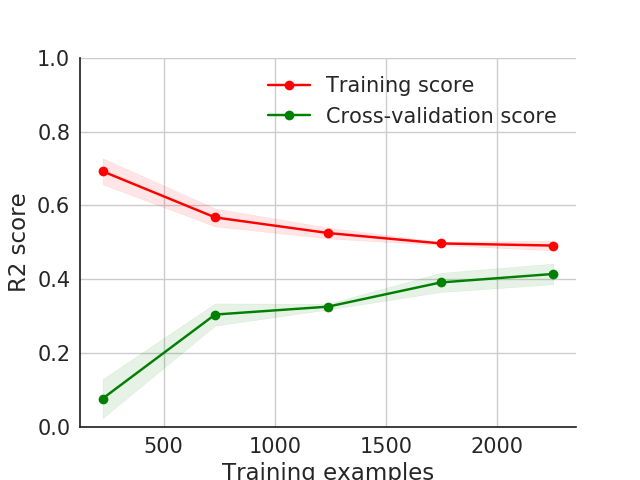 1.0
0.8
0.6
0.4
0.2
0.0
R2 score
Training score
Cross-validation score
500 1000 1500 2000
Training examples